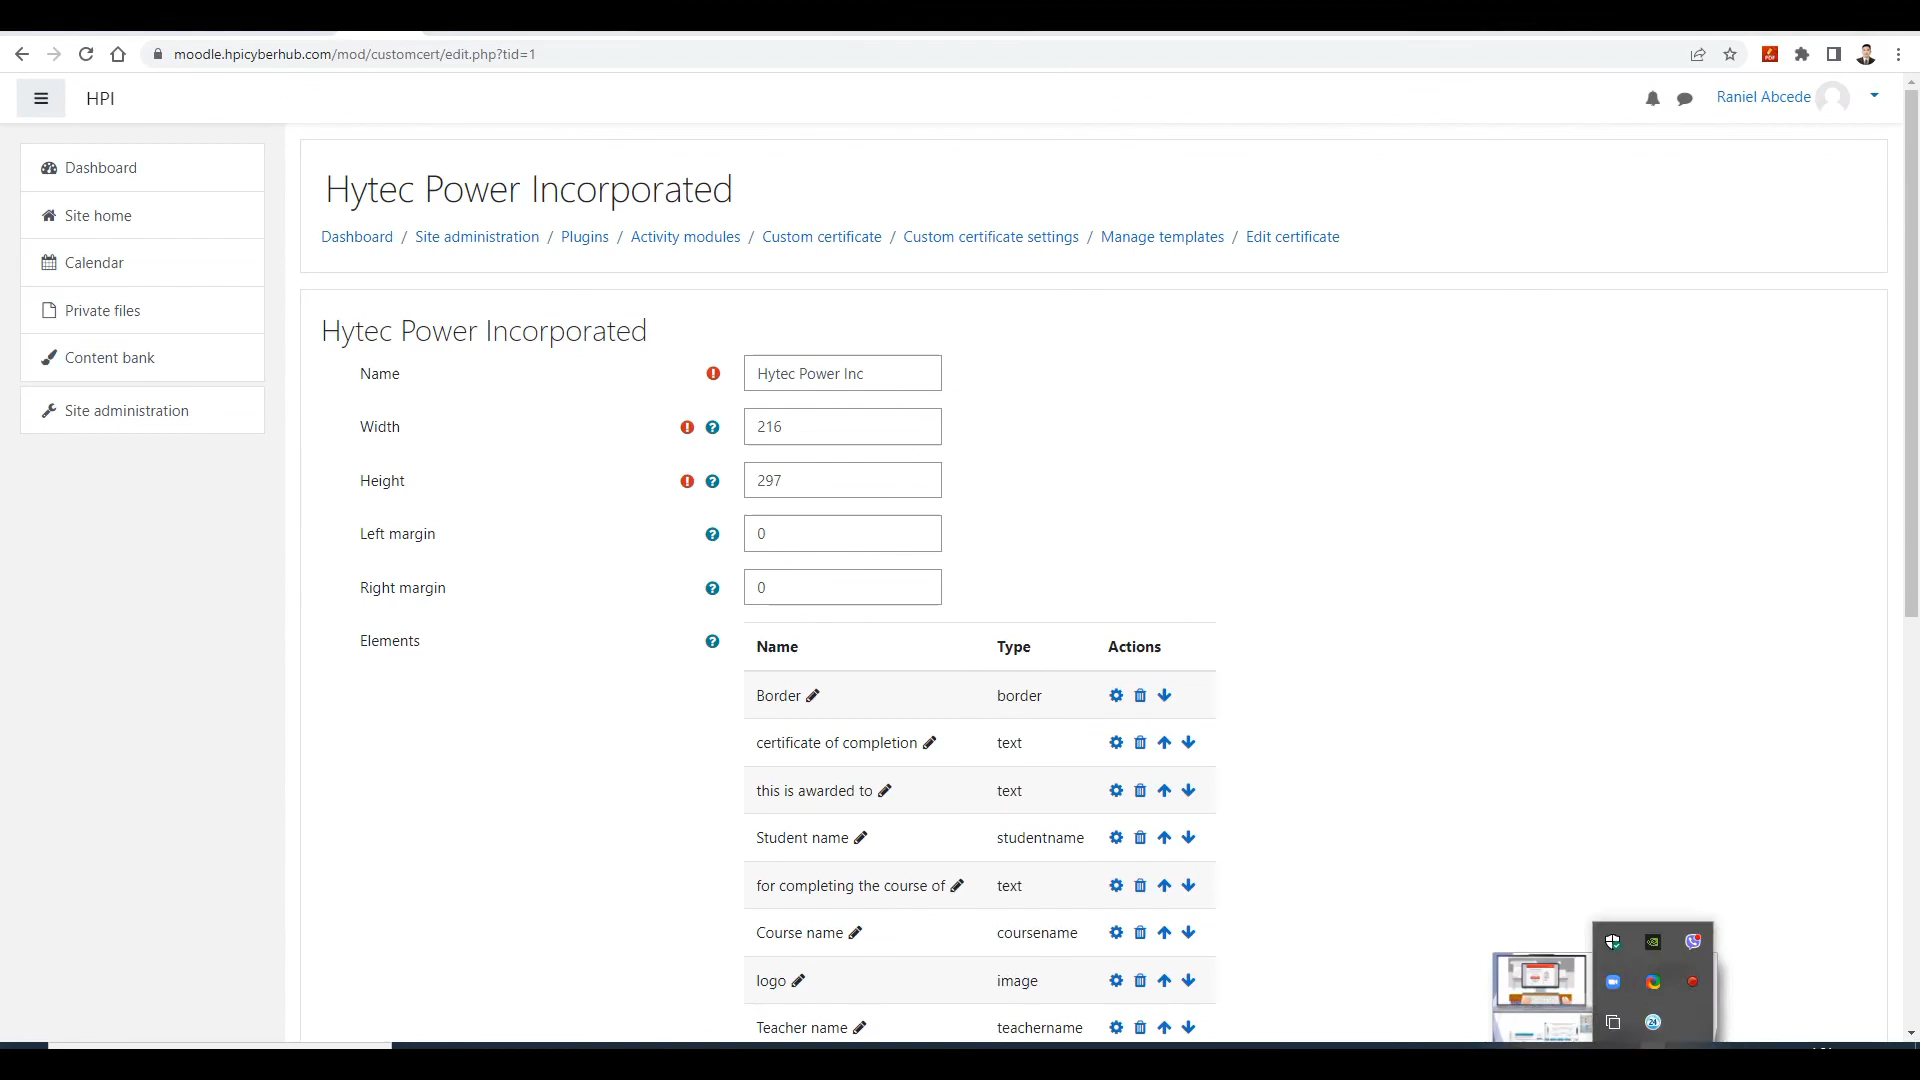 moodle.hpicyberhub.com/mod/customcert/edit.php?tid=1
HPI
Raniel Abcede
Dashboard
Site home
Calendar
Private files
Content bank
Site administration
Hytec Power Incorporated
Dashboard / Site administration / Plugins / Activity modules / Custom certificate / Custom certificate settings / Manage templates / Edit certificate
Hytec Power Incorporated
Name Hytec Power Inc
Width 216
Height 297
Left margin 0
Right margin 0
Elements
Name Type Actions
Border border
certificate of completion text
this is awarded to text
Student name studentname
for completing the course of text
Course name coursename
logo image
Teacher name teachername
24